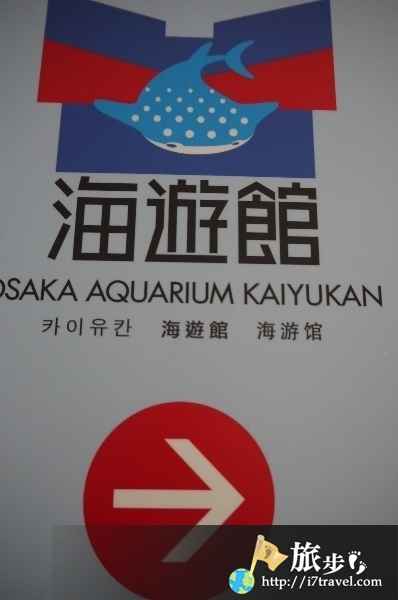 海遊館
OSAKA AQUARIUM KAIYUKAN
카이유칸 海遊館 海游馆
旅步
http://i7travel.com